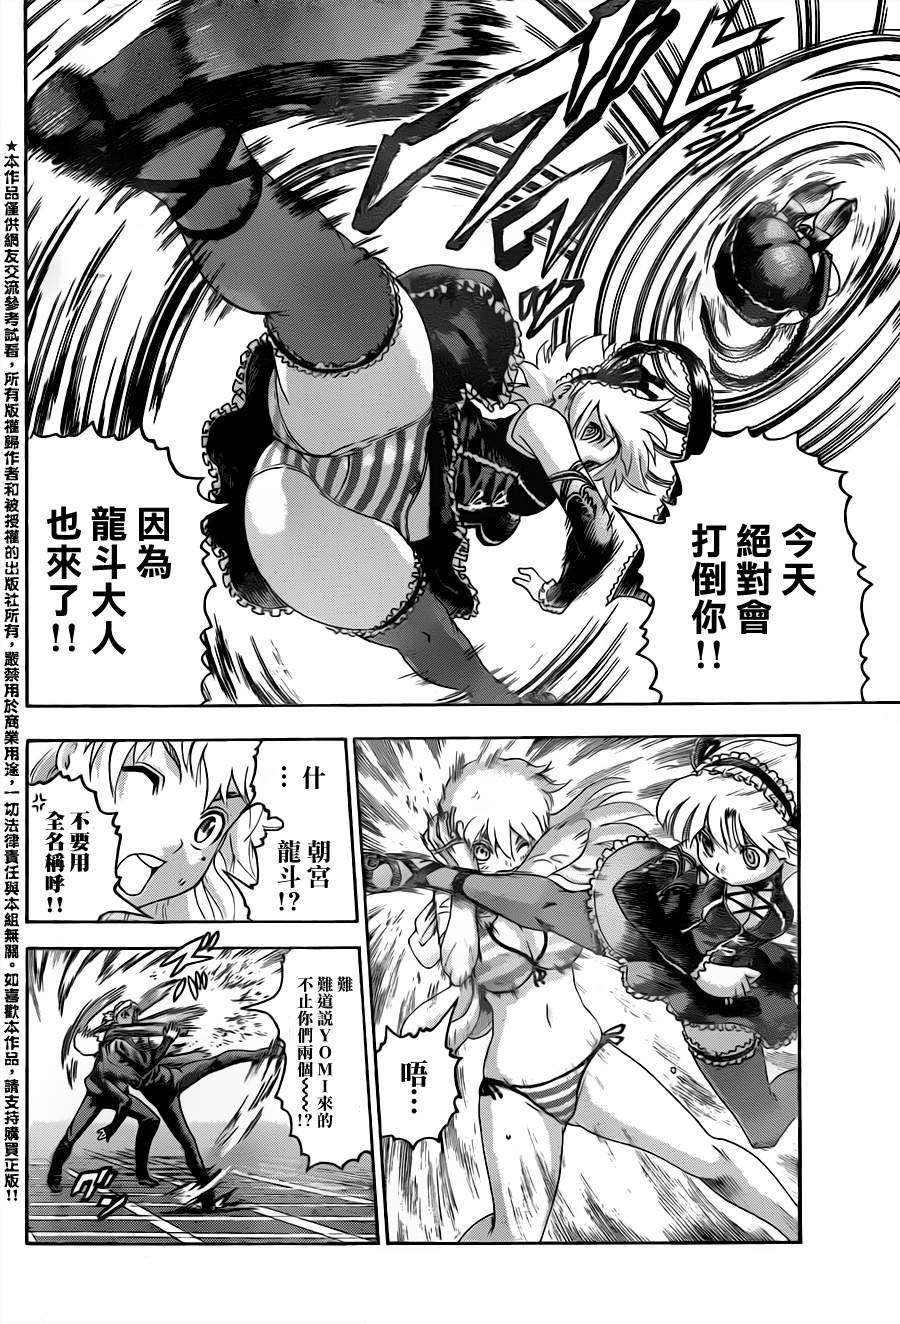 今天
絕對會
打倒你!!
因為
龍斗大人
也來了!!
唔…
什
…
朝宮
龍斗!?
不要用
全名稱呼!!
難
難道說YOMI來的
不止你們兩個~~!?
★本作品僅供網友交流參考試看，所有版權歸作者和被授權的出版社所有，嚴禁用於商業用途，一切法律責任與本組無關。如喜歡本作品，請支持購買正版!!